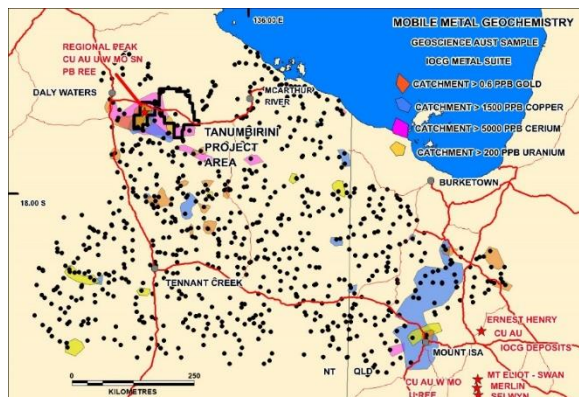 136.00 E
MOBILE METAL GEOCHEMISTRY
GEOSCIENCE AUST SAMPLE
IOCG METAL SUITE
CATCHMENT > 0.6 PPB GOLD
CATCHMENT > 1500 PPB COPPER
CATCHMENT > 5000 PPB CERIUM
CATCHMENT > 200 PPB URANIUM
REGIONAL PEAK
CU AU U W MO SN
PB REE
DALY WATERS
MCARTHUR
RIVER
TANUMBIRINI
PROJECT
AREA
18.00 S
BURKETOWN
TENNANT CREEK
ERNEST HENRY
CU AU
IOCG DEPOSITS
MOUNT ISA
MT ELIOT - SWAN
MERLIN
SELWYN
CU AU W MO
U REE
NT
QLD
0
250
KILOMETRES